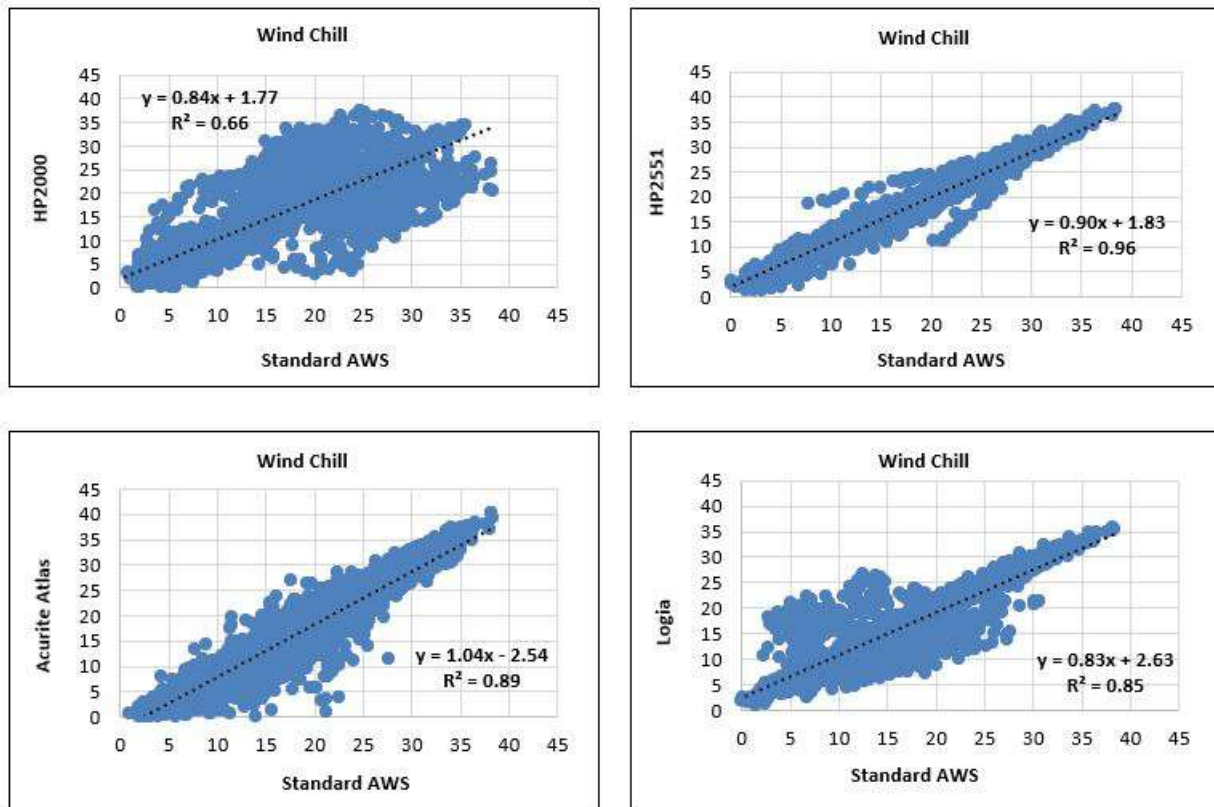 Wind Chill
45
40
35
30
25
20
15
10
5
0
y = 0.84x + 1.77
R² = 0.66
HP2000
0 5 10 15 20 25 30 35 40 45
Standard AWS
Wind Chill
45
40
35
30
25
20
15
10
5
0
y = 0.90x + 1.83
R² = 0.96
HP2551
0 5 10 15 20 25 30 35 40 45
Standard AWS
Wind Chill
45
40
35
30
25
20
15
10
5
0
y = 1.04x - 2.54
R² = 0.89
Acurite Atlas
0 5 10 15 20 25 30 35 40 45
Standard AWS
Wind Chill
45
40
35
30
25
20
15
10
5
0
y = 0.83x + 2.63
R² = 0.85
Logia
0 5 10 15 20 25 30 35 40 45
Standard AWS